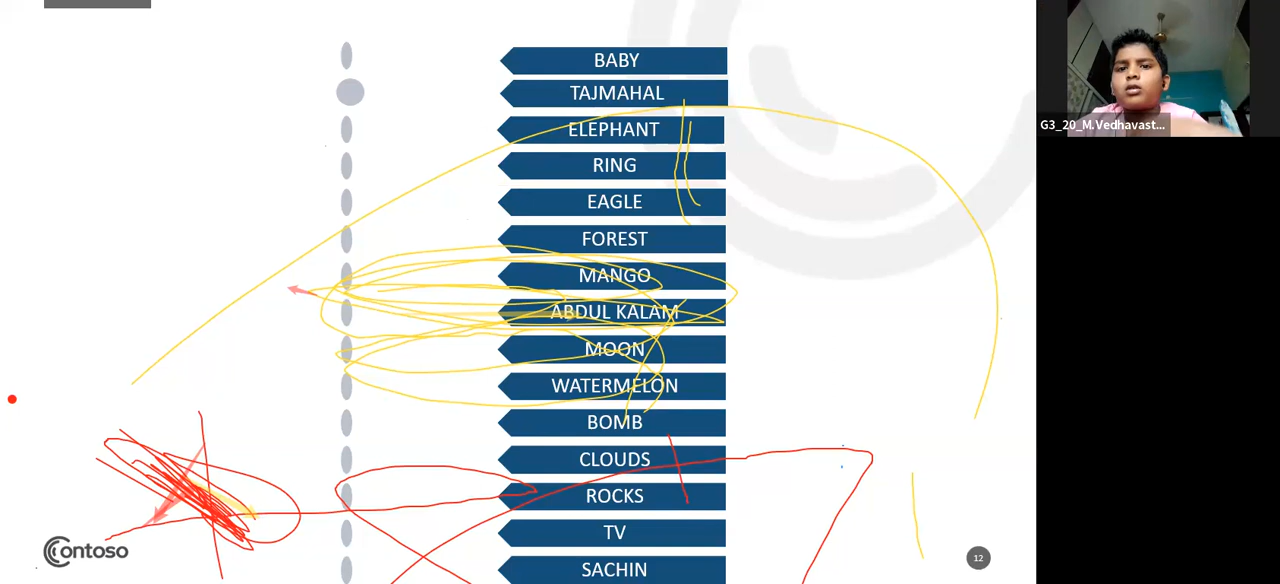 BABY
TAJMAHAL
ELEPHANT
RING
EAGLE
FOREST
MANGO
ABDUL KALAM
MOON
WATERMELON
BOMB
CLOUDS
ROCKS
TV
SACHIN
G3_20_M.Vedhavast...
Contoso
12